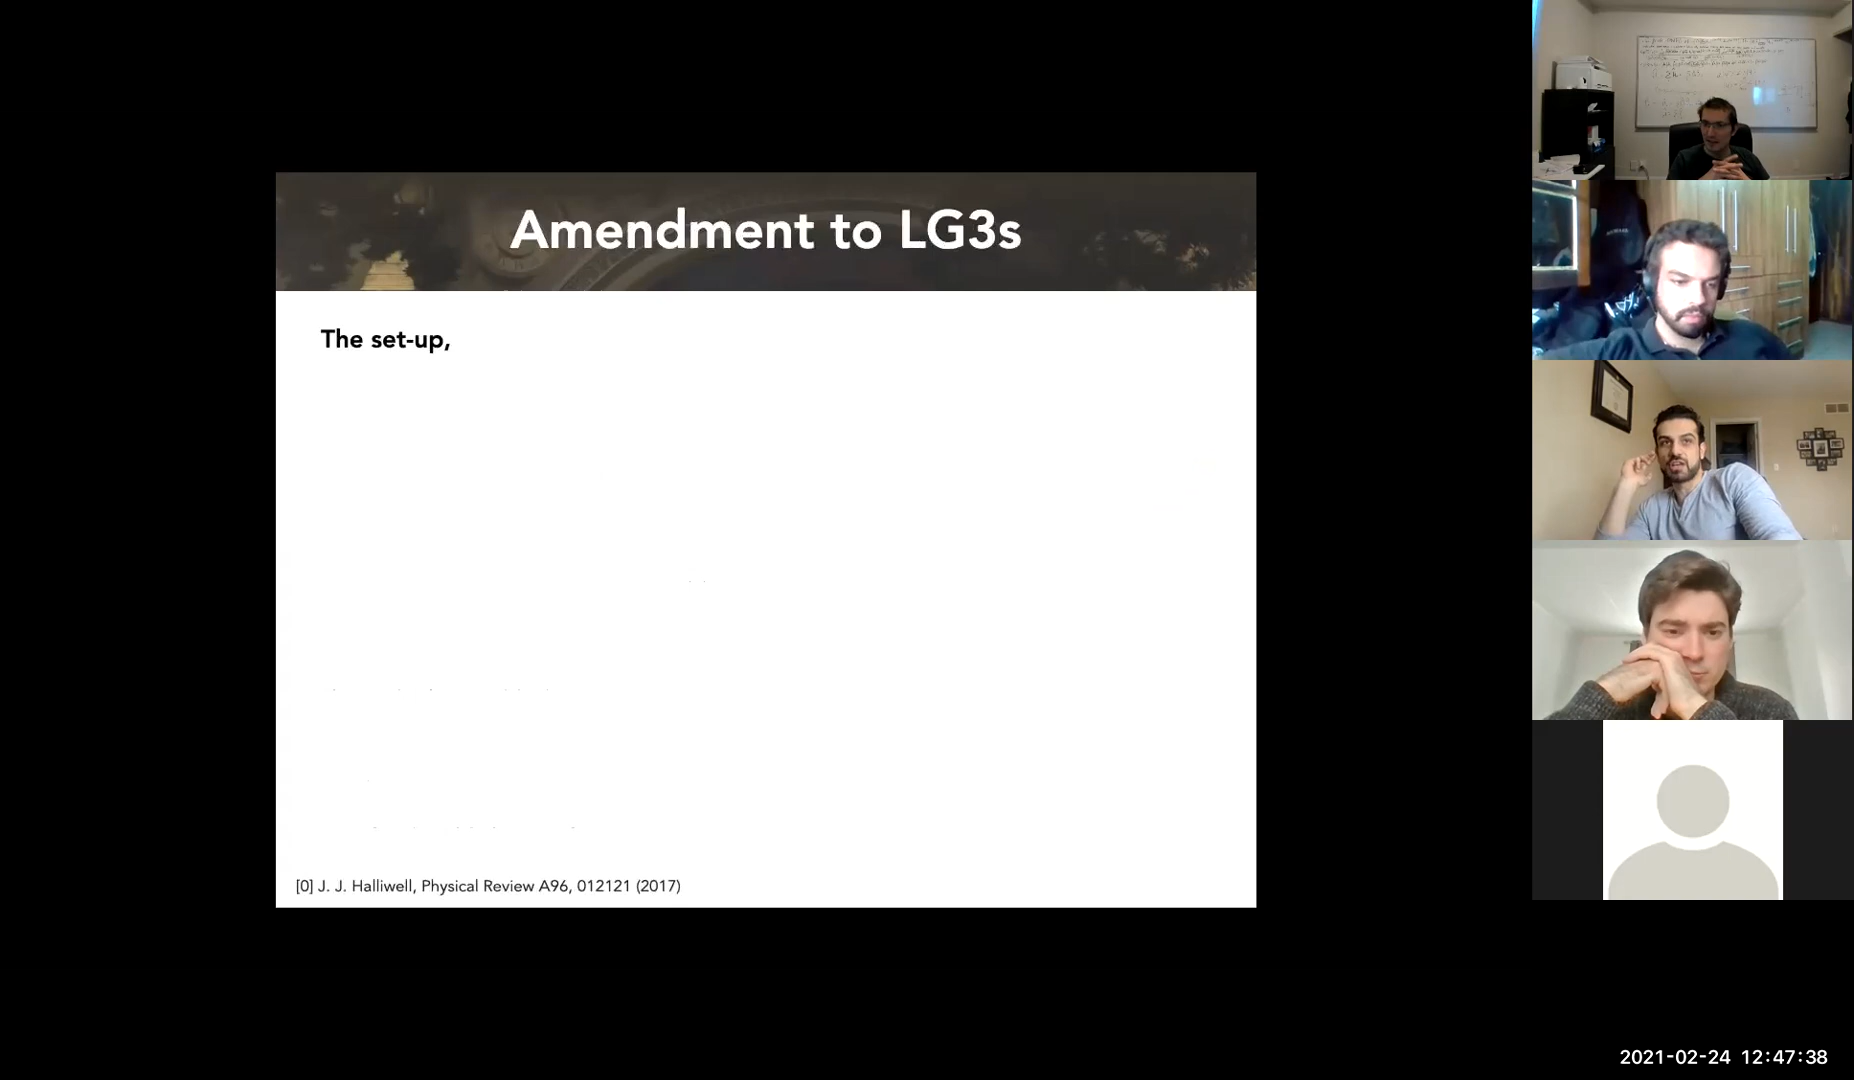 Amendment to LG3s
The set-up,
[0] J. J. Halliwell, Physical Review A96, 012121 (2017)
2021-02-24 12:47:38